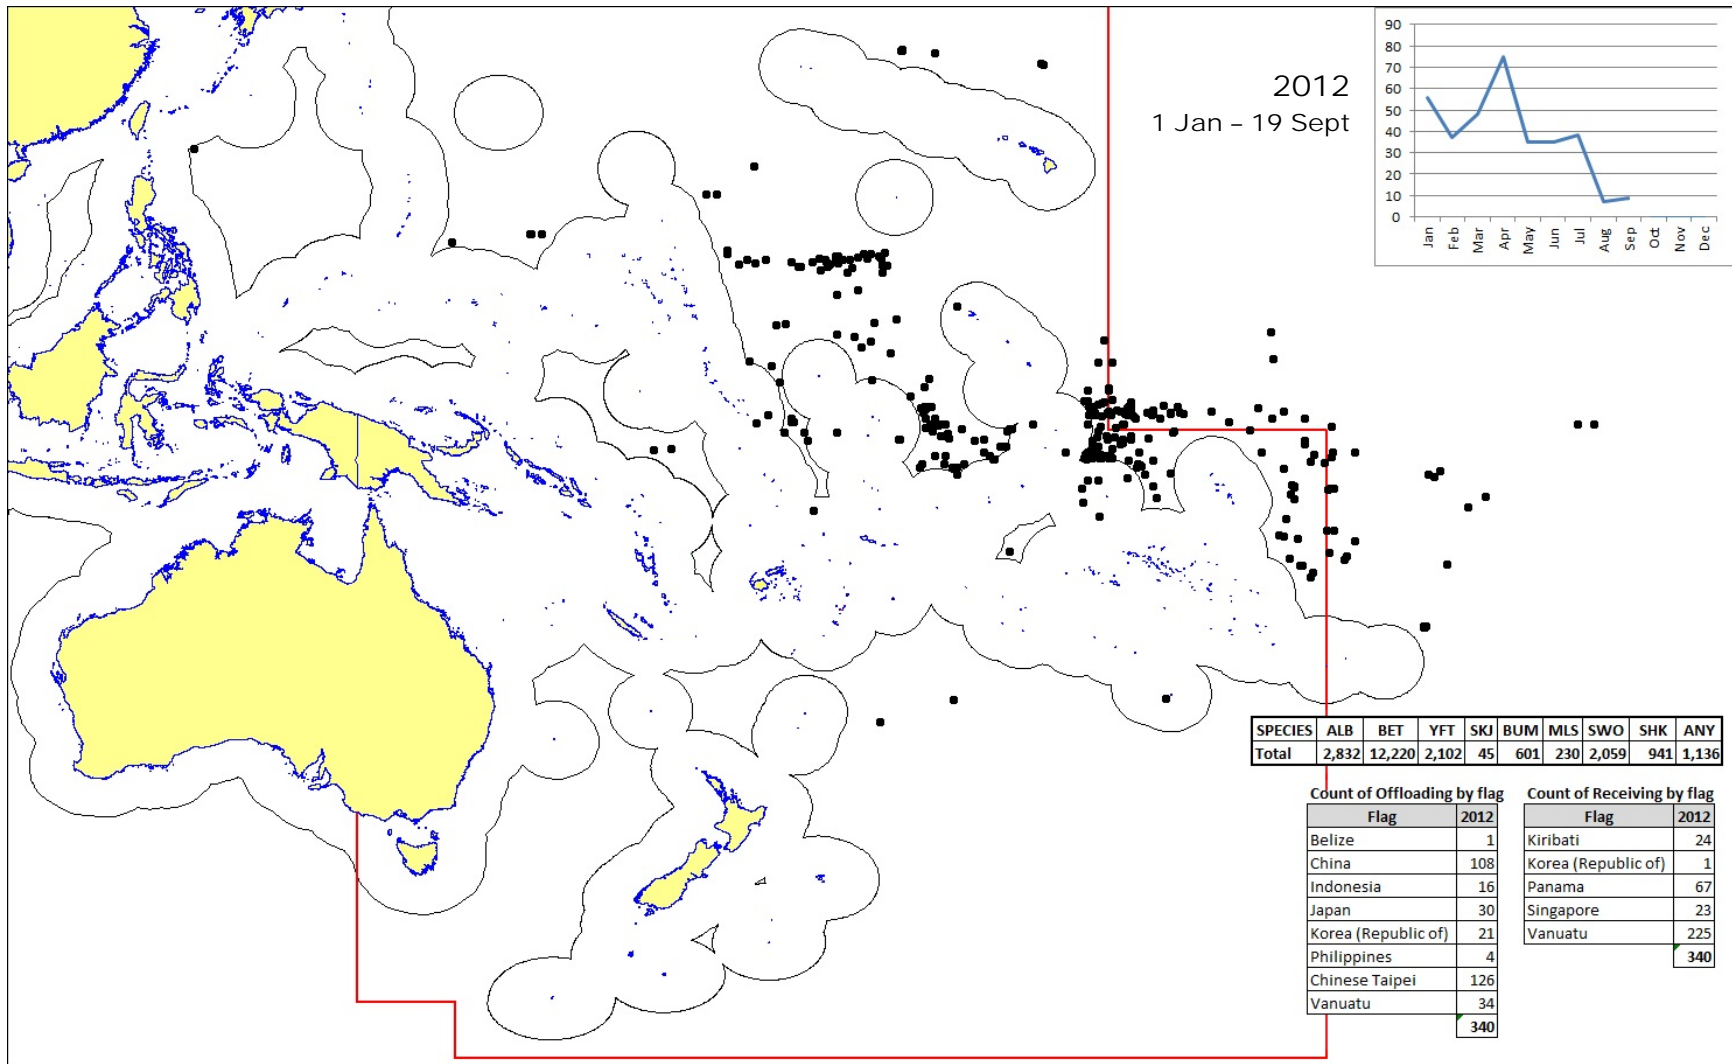 2012
1 Jan – 19 Sept
90
80
70
60
50
40
30
20
10
0
Jan
Feb
Mar
Apr
May
Jun
Jul
Aug
Sep
Oct
Nov
Dec
SPECIES ALB BET YFT SKJ BUM MLS SWO SHK ANY
Total 2,832 12,220 2,102 45 601 230 2,059 941 1,136
Count of Offloading by flag
Flag 2012
Belize 1
China 108
Indonesia 16
Japan 30
Korea (Republic of) 21
Philippines 4
Chinese Taipei 126
Vanuatu 34
340
Count of Receiving by flag
Flag 2012
Kiribati 24
Korea (Republic of) 1
Panama 67
Singapore 23
Vanuatu 225
340